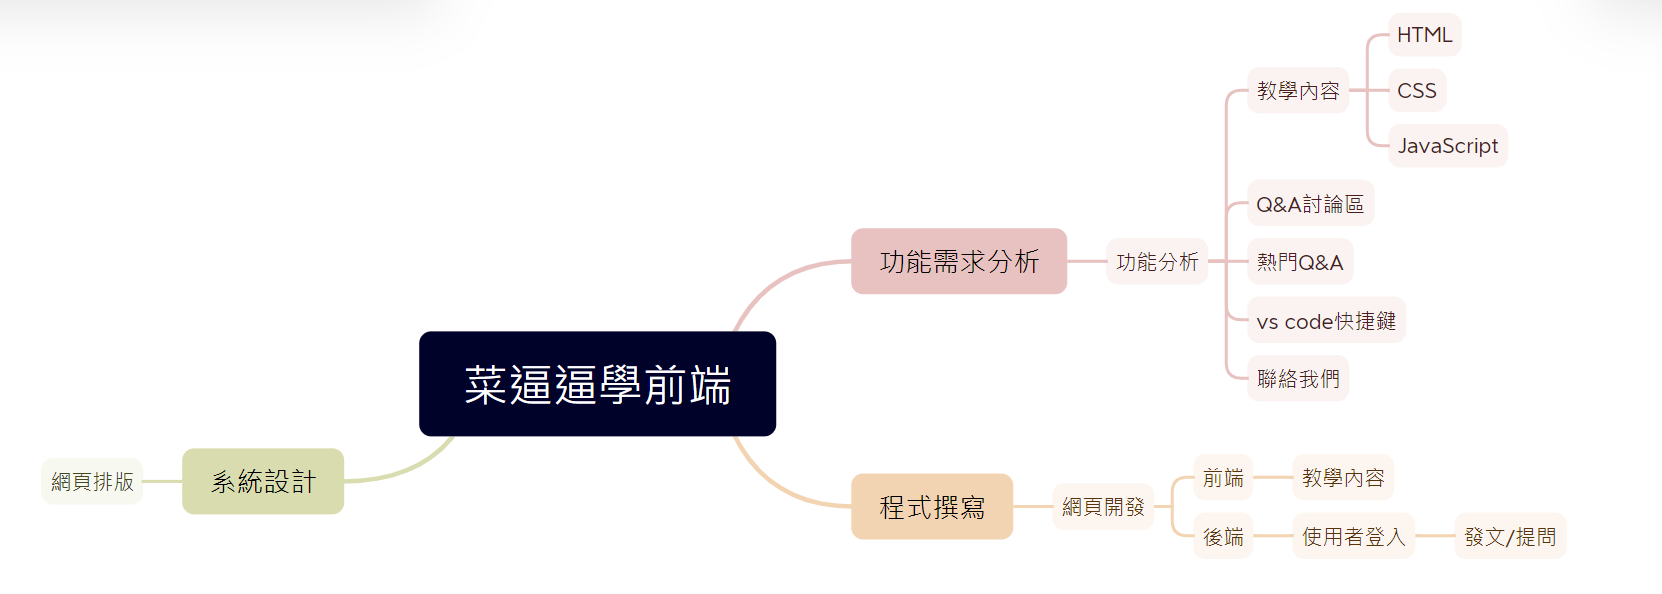 菜逼逼學前端
功能需求分析
功能分析
教學內容
HTML
CSS
JavaScript
Q&A討論區
熱門Q&A
vs code快捷鍵
聯絡我們
程式撰寫
網頁開發
前端
教學內容
後端
使用者登入
發文/提問
系統設計
網頁排版